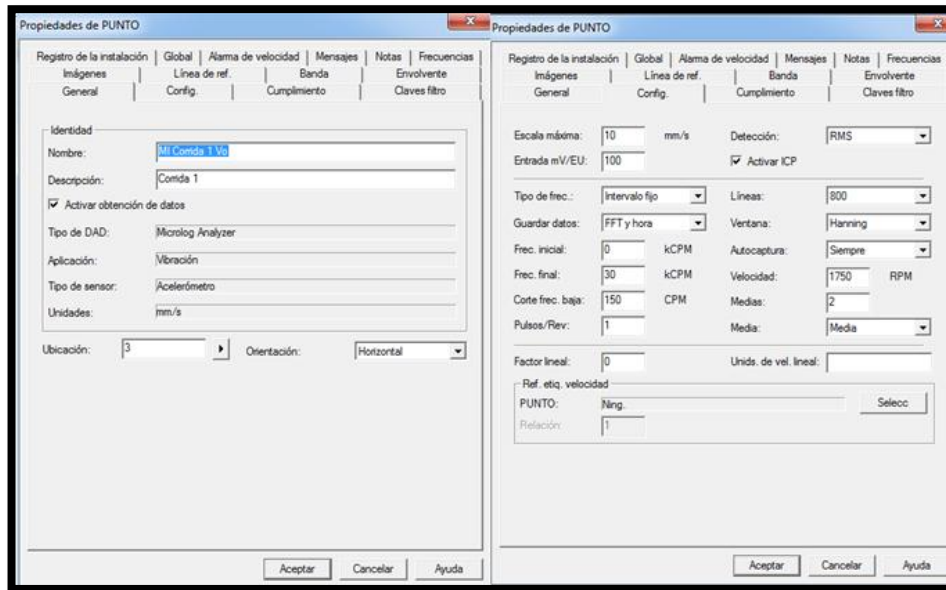 Propiedades de PUNTO
Registro de la instalación Global Alarma de velocidad Mensajes Notas Frecuencias
Imágenes Línea de ref. Banda Envolvente
General Config. Cumplimiento Claves filtro
Identidad
Nombre: MI Corrida 1 Vo
Descripción: Corrida 1
Activar obtención de datos
Tipo de DAD: Microlog Analyzer
Aplicación: Vibración
Tipo de sensor: Acelerómetro
Unidades: mm/s
Ubicación: 3 Orientación: Horizontal
Aceptar Cancelar Ayuda
Propiedades de PUNTO
Registro de la instalación Global Alarma de velocidad Mensajes Notas Frecuencias
Imágenes Línea de ref. Banda Envolvente
General Config. Cumplimiento Claves filtro
Escala máxima: 10 mm/s Detección: RMS
Entrada mV/EU: 100 Activar ICP
Tipo de frec.: Intervalo fijo Líneas: 800
Guardar datos: FFT y hora Ventana: Hanning
Frec. inicial: 0 kCPM Autocaptura: Siempre
Frec. final: 30 kCPM Velocidad: 1750 RPM
Corte frec. baja: 150 CPM Medias: 2
Pulsos/Rev: 1 Media: Media
Factor lineal: 0 Unids. de vel. lineal:
Ref. etiq. velocidad
PUNTO: Ning. Selecc
Relación: 1
Aceptar Cancelar Ayuda